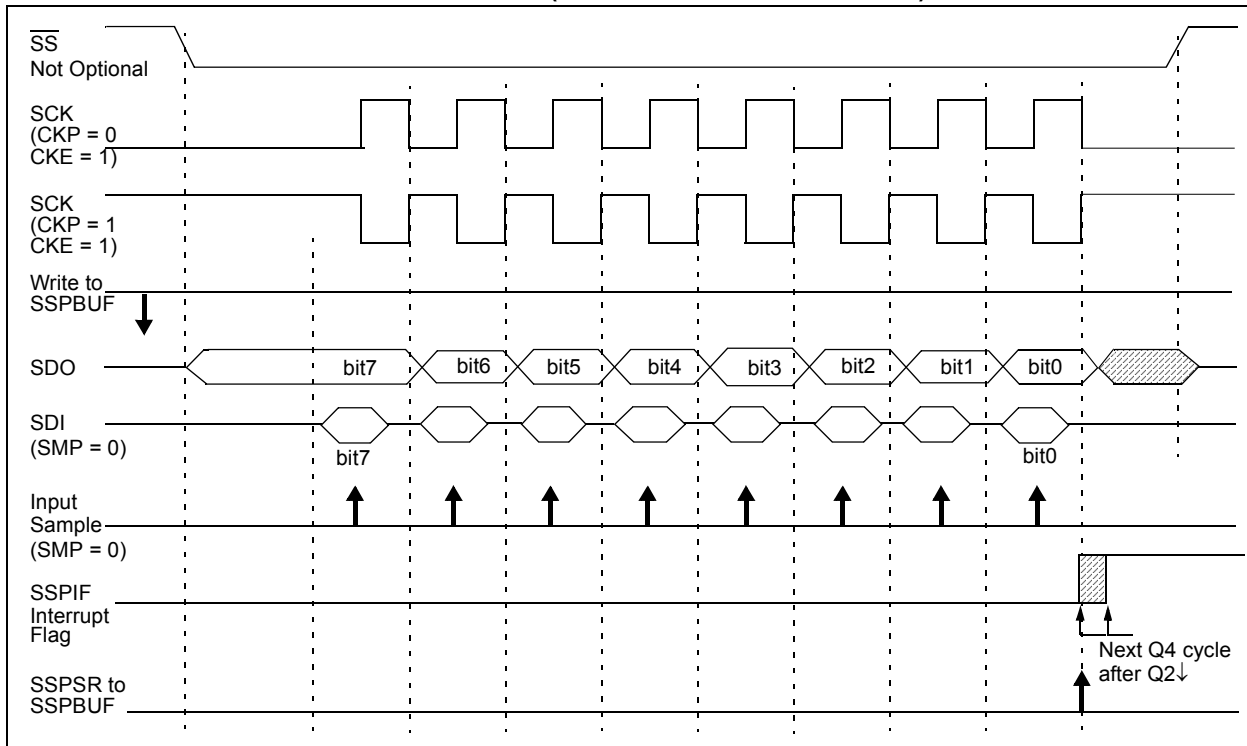 SS
Not Optional
SCK
(CKP = 0
CKE = 1)
SCK
(CKP = 1
CKE = 1)
Write to
SSPBUF
SDO
bit7 bit6 bit5 bit4 bit3 bit2 bit1 bit0
SDI
(SMP = 0)
bit7 bit0
Input
Sample
(SMP = 0)
SSPIF
Interrupt
Flag
Next Q4 cycle
after Q2↓
SSPSR to
SSPBUF